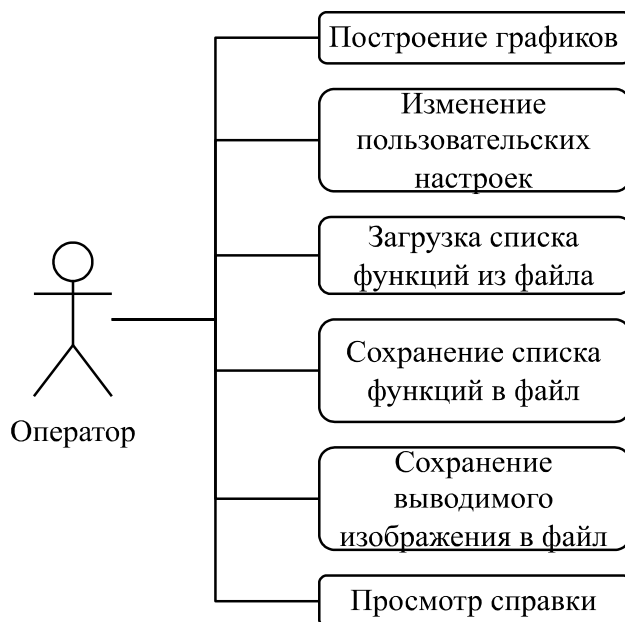 Построение графиков
Изменение
пользовательских
настроек
Загрузка списка
функций из файла
Сохранение списка
функций в файл
Оператор
Сохранение
выводимого
изображения в файл
Просмотр справки